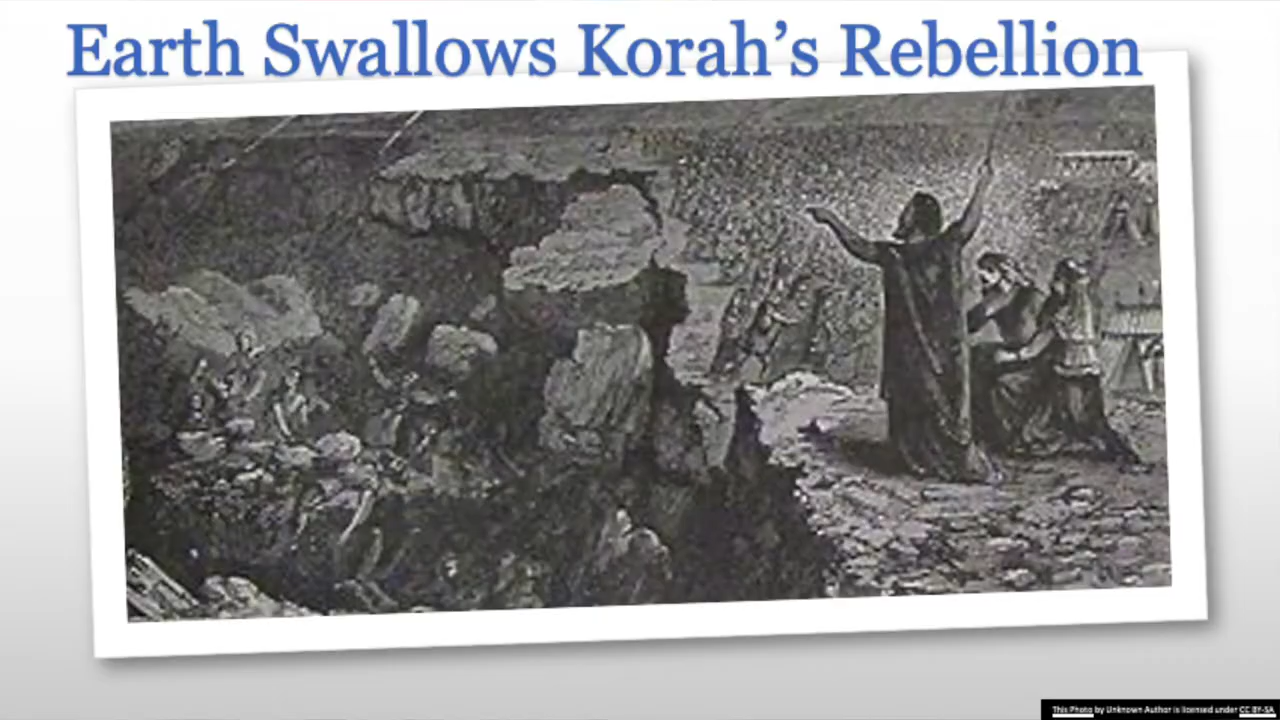 Earth Swallows Korah’s Rebellion
This Photo by Unknown Author is licensed under CC BY-SA